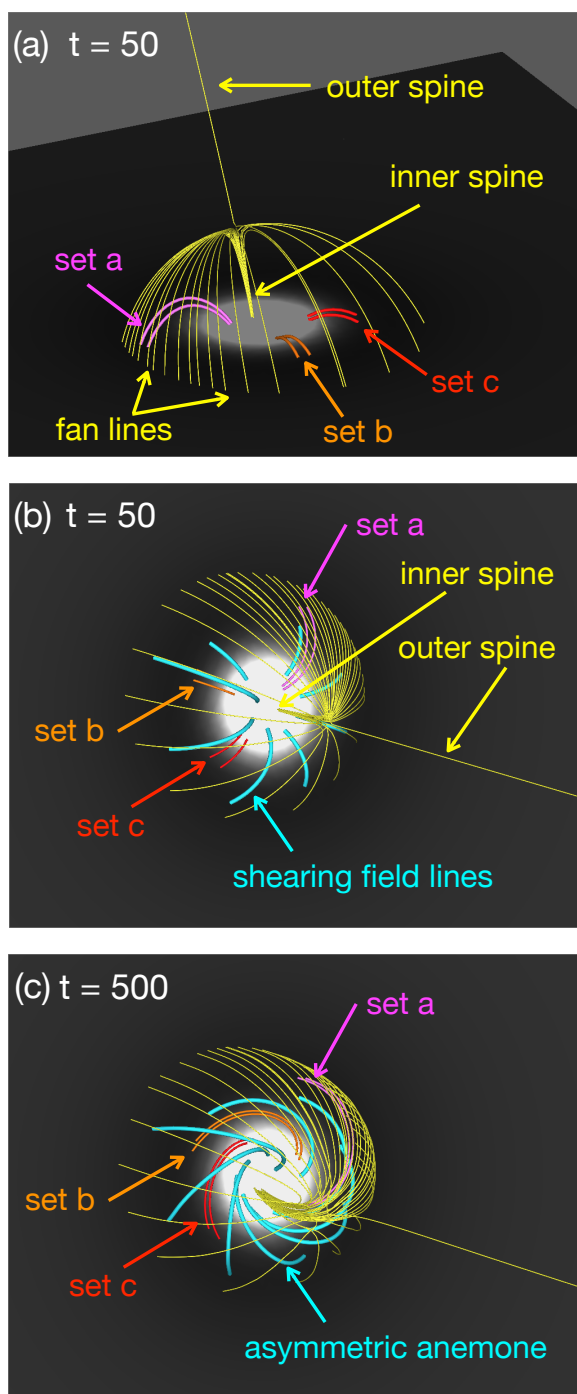 (a) t = 50
outer spine
inner spine
set a
set c
fan lines
set b
(b) t = 50
set a
inner spine
outer spine
set b
set c
shearing field lines
(c) t = 500
set a
set b
set c
asymmetric anemone